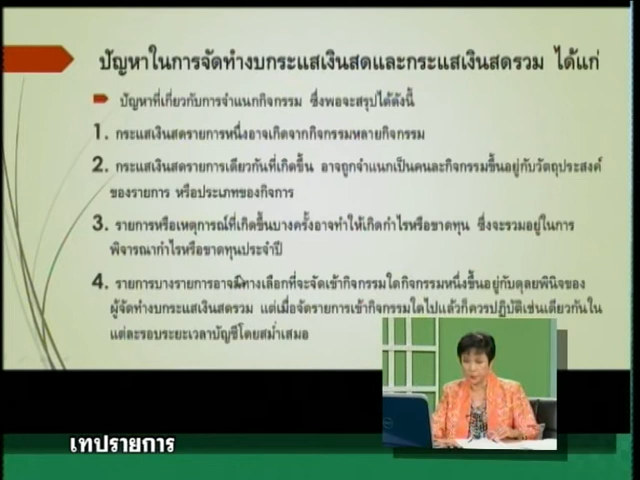 ปัญหาในการจัดทำงบกระแสเงินสดและกระแสเงินสดรวม ได้แก่
ปัญหาที่เกี่ยวกับการจำแนกกิจกรรม ซึ่งพอจะสรุปได้ดังนี้
1. กระแสเงินสดรายการหนึ่งอาจเกิดจากกิจกรรมหลายกิจกรรม
2. กระแสเงินสดรายการเดียวกันที่เกิดขึ้น อาจถูกจำแนกเป็นคนละกิจกรรมขึ้นอยู่กับวัตถุประสงค์
ของรายการ หรือประเภทของกิจการ
3. รายการหรือเหตุการณ์ที่เกิดขึ้นบางครั้งอาจทำให้เกิดกำไรหรือขาดทุน ซึ่งจะรวมอยู่ในการ
พิจารณากำไรหรือขาดทุนประจำปี
4. รายการบางรายการอาจมีทางเลือกที่จะจัดเข้ากิจกรรมใดกิจกรรมหนึ่งขึ้นอยู่กับดุลยพินิจของ
ผู้จัดทำงบกระแสเงินสดรวม แต่เมื่อจัดรายการเข้ากิจกรรมใดไปแล้วก็ควรปฏิบัติเช่นเดียวกันใน
แต่ละรอบระยะเวลาบัญชีโดยสม่ำเสมอ
เทปรายการ